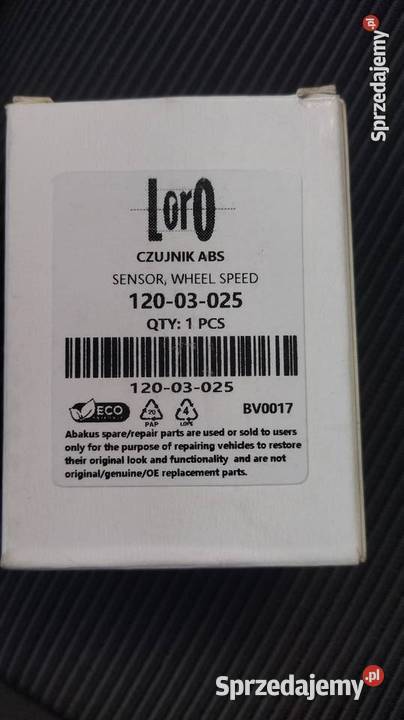 Sprzedajemy.pl
LorO
CZUJNIK ABS
SENSOR, WHEEL SPEED
120-03-025
QTY: 1 PCS
120-03-025
ECO
20
PAP
4
LDPE
BV0017
Abakus spare/repair parts are used or sold to users
only for the purpose of repairing vehicles to restore
their original look and functionality and are not
original/genuine/OE replacement parts.
Sprzedajemy.pl